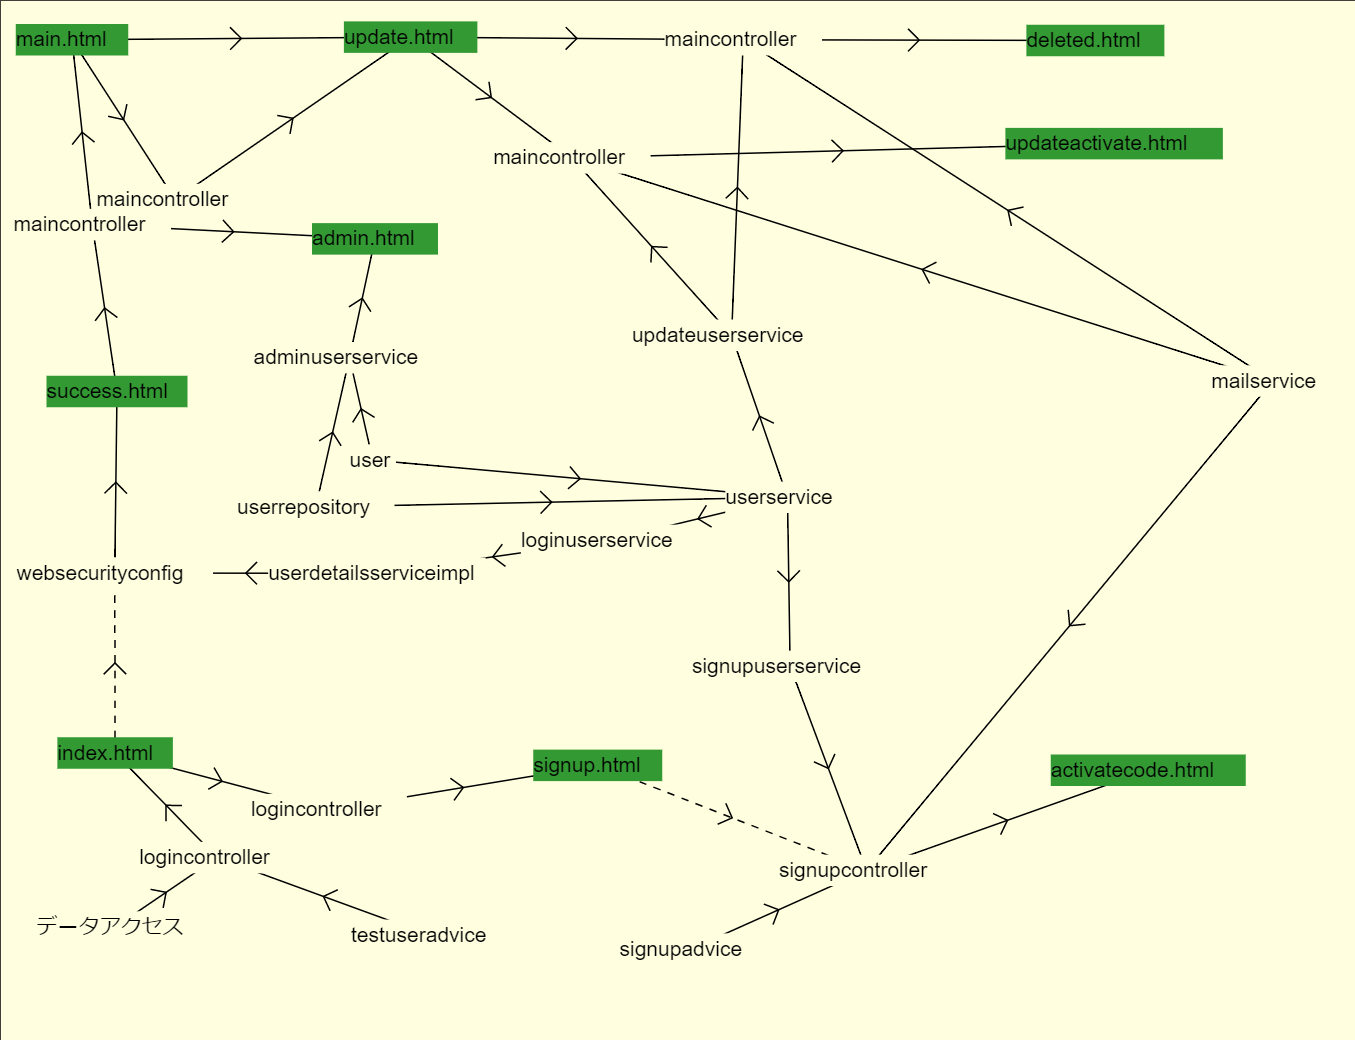 main.html
update.html
maincontroller
deleted.html
updateactivate.html
maincontroller
maincontroller
maincontroller
admin.html
updateuserservice
adminuserservice
mailservice
success.html
user
userservice
userrepository
loginuserservice
websecurityconfig
userdetailsserviceimpl
signupuserservice
index.html
signup.html
activatecode.html
logincontroller
logincontroller
signupcontroller
データアクセス
testuseradvice
signupadvice